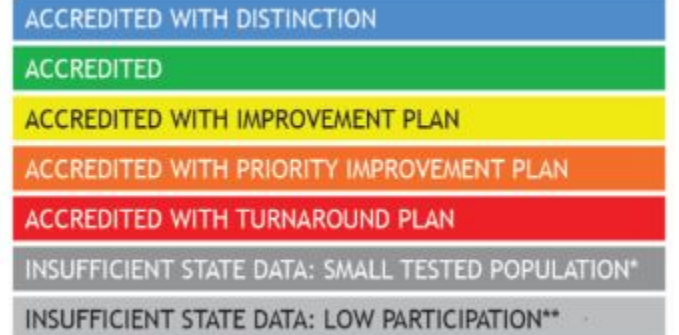 ACCREDITED WITH DISTINCTION
ACCREDITED
ACCREDITED WITH IMPROVEMENT PLAN
ACCREDITED WITH PRIORITY IMPROVEMENT PLAN
ACCREDITED WITH TURNAROUND PLAN
INSUFFICIENT STATE DATA: SMALL TESTED POPULATION*
INSUFFICIENT STATE DATA: LOW PARTICIPATION**